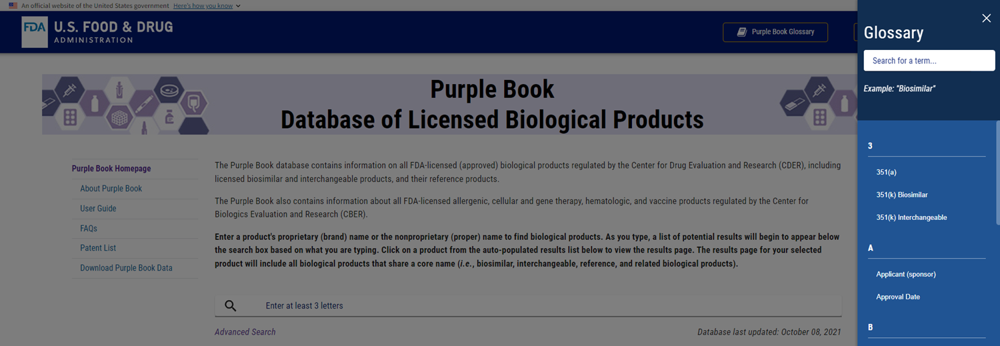 An official website of the United States government Here's how you know
FDA U.S. FOOD & DRUG
ADMINISTRATION
Purple Book Glossary
Purple Book
Database of Licensed Biological Products
Purple Book Homepage
About Purple Book
User Guide
FAQs
Patent List
Download Purple Book Data
The Purple Book database contains information on all FDA-licensed (approved) biological products regulated by the Center for Drug Evaluation and Research (CDER), including
licensed biosimilar and interchangeable products, and their reference products.
The Purple Book also contains information about all FDA-licensed allergenic, cellular and gene therapy, hematologic, and vaccine products regulated by the Center for
Biologics Evaluation and Research (CBER).
Enter a product's proprietary (brand) name or the nonproprietary (proper) name to find biological products. As you type, a list of potential results will begin to appear below
the search box based on what you are typing. Click on a product from the auto-populated results list below to view the results page. The results page for your selected
product will include all biological products that share a core name (i.e., biosimilar, interchangeable, reference, and related biological products).
Enter at least 3 letters
Advanced Search
Database last updated: October 08, 2021
Glossary
Search for a term...
Example: "Biosimilar"
3
351(a)
351(k) Biosimilar
351(k) Interchangeable
A
Applicant (sponsor)
Approval Date
B